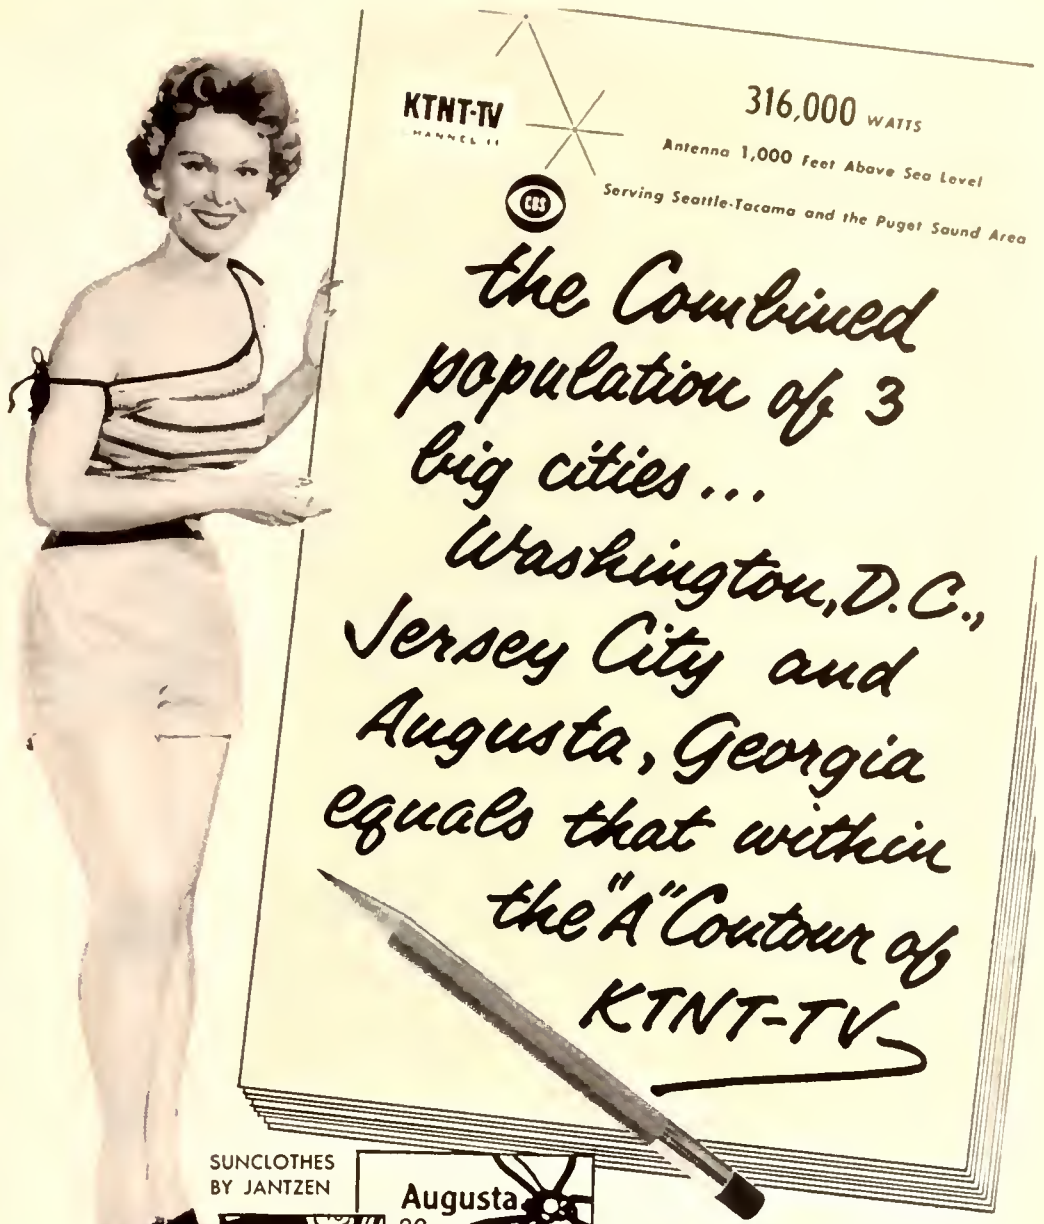 KTNT-TV
CHANNEL 11
316,000 WATTS
Antenna 1,000 Feet Above Sea Level
CBS
Serving Seattle-Tacoma and the Puget Sound Area
the Combined
population of 3
big cities...
Washington, D.C.,
Jersey City and
Augusta, Georgia
equals that within
the "A" Contour of
KTNT-TV
SUNCLOTHES
BY JANTZEN
Augusta